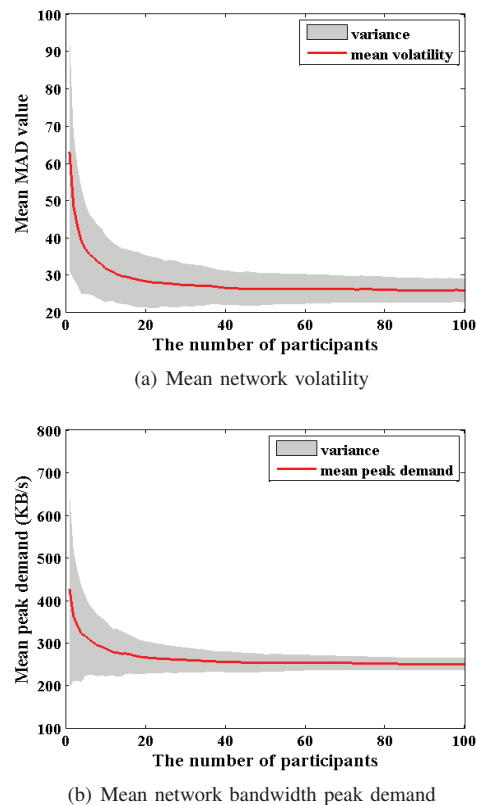 100
90
80
70
60
50
40
30
20
Mean MAD value
variance
mean volatility
0 20 40 60 80 100
The number of participants
(a) Mean network volatility
800
700
600
500
400
300
200
100
Mean peak demand (KB/s)
variance
mean peak demand
0 20 40 60 80 100
The number of participants
(b) Mean network bandwidth peak demand